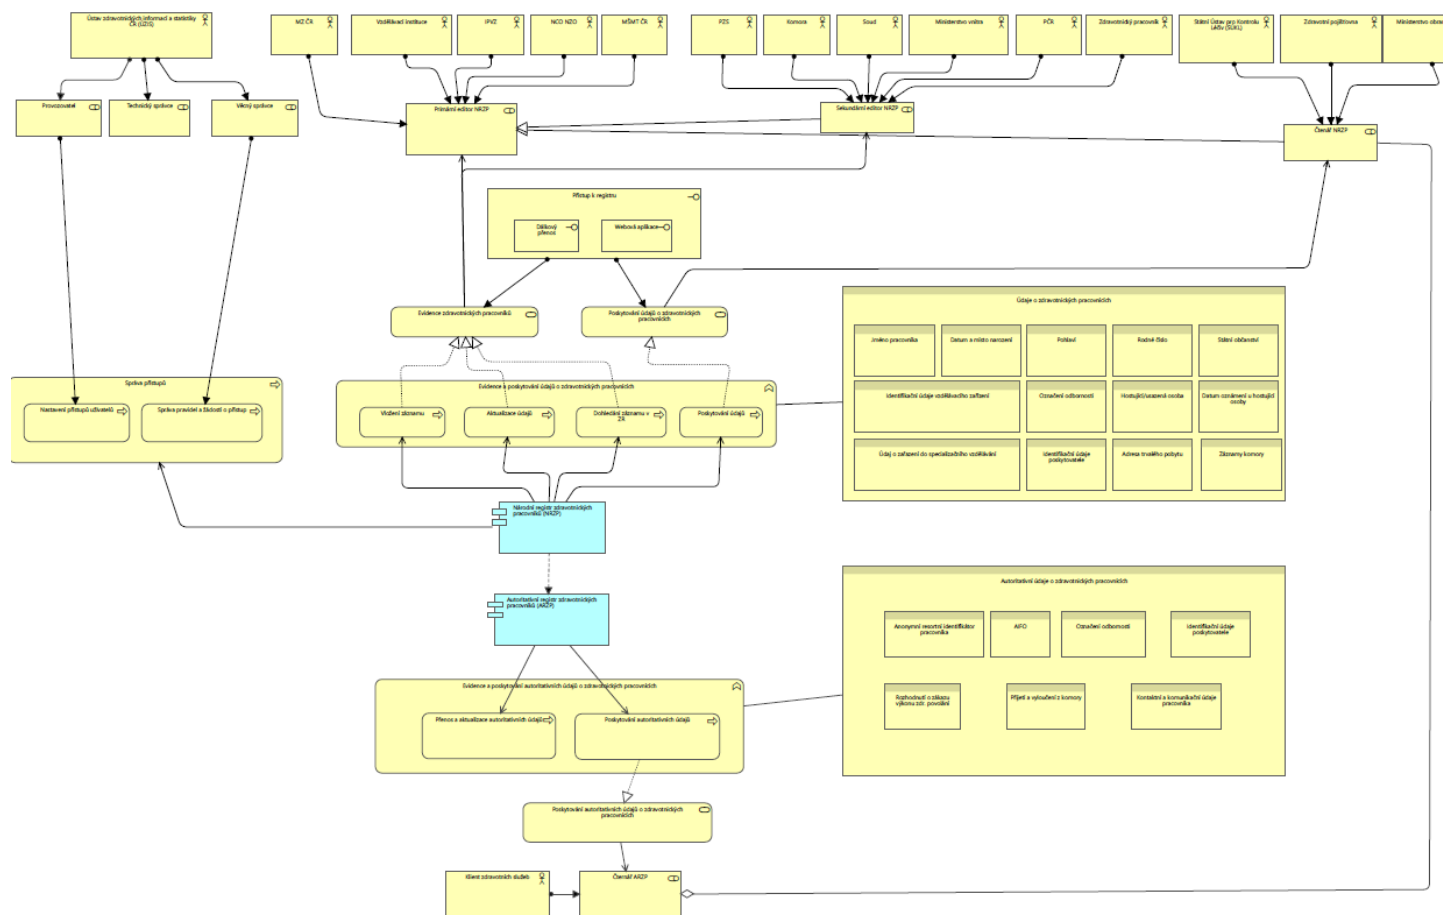 Ústav zdravotnických informací a statistiky
ČR (ÚZIS)
MZ ČR
Vzdělávací instituce
IPVZ
NCO NZO
MŠMT ČR
PZS
Komora
Soud
Ministerstvo vnitra
PČR
Zdravotnický pracovník
Státní Ústav pro Kontrolu
Léčiv (SÚKL)
Zdravotní pojišťovna
Ministerstvo obra
Provozovatel
Technický správce
Věcný správce
Primární editor NRZP
Sekundární editor NRZP
Čtenář NRZP
Přístup k registru
Dálkový
přenos
Webová aplikace
Evidence zdravotnických pracovníků
Poskytování údajů o zdravotnických
pracovnících
Údaje o zdravotnických pracovnících
Jméno pracovníka
Datum a místo narození
Pohlaví
Rodné číslo
Státní občanství
Identifikační údaje vzdělávacího zařízení
Označení odbornosti
Hostující/usazená osoba
Datum oznámení u hostující
osoby
Údaj o zařazení do specializačního vzdělávání
Identifikační údaje
poskytovatele
Adresa trvalého pobytu
Záznamy komory
Správa přístupů
Nastavení přístupů uživatelů
Správa pravidel a žádostí o přístup
Evidence a poskytování údajů o zdravotnických pracovnících
Vložení záznamu
Aktualizace údajů
Dohledání záznamu v
ZR
Poskytování údajů
Národní registr zdravotnických
pracovníků (NRZP)
Autoritativní registr zdravotnických
pracovníků (ARZP)
Autoritativní údaje o zdravotnických pracovnících
Anonymní resortní identifikátor
pracovníka
AIFO
Označení odbornosti
Identifikační údaje
poskytovatele
Rozhodnutí o zákazu
výkonu zdr. povolání
Přijetí a vyloučení z komory
Kontaktní a komunikační údaje
pracovníka
Evidence a poskytování autoritativních údajů o zdravotnických pracovnících
Přenos a aktualizace autoritativních údajů
Poskytování autoritativních údajů
Poskytování autoritativních údajů o zdravotnických
pracovnících
Klient zdravotních služeb
Čtenář ARZP